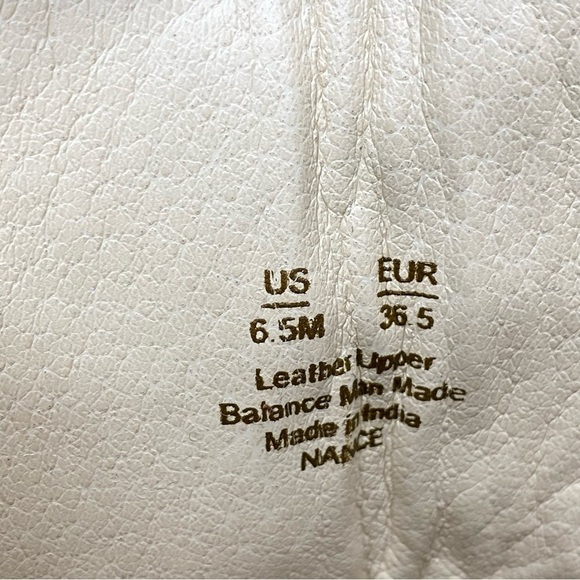 US EUR
6.5M 36.5
Leather Upper
Balance Man Made
Made in India
NANCE